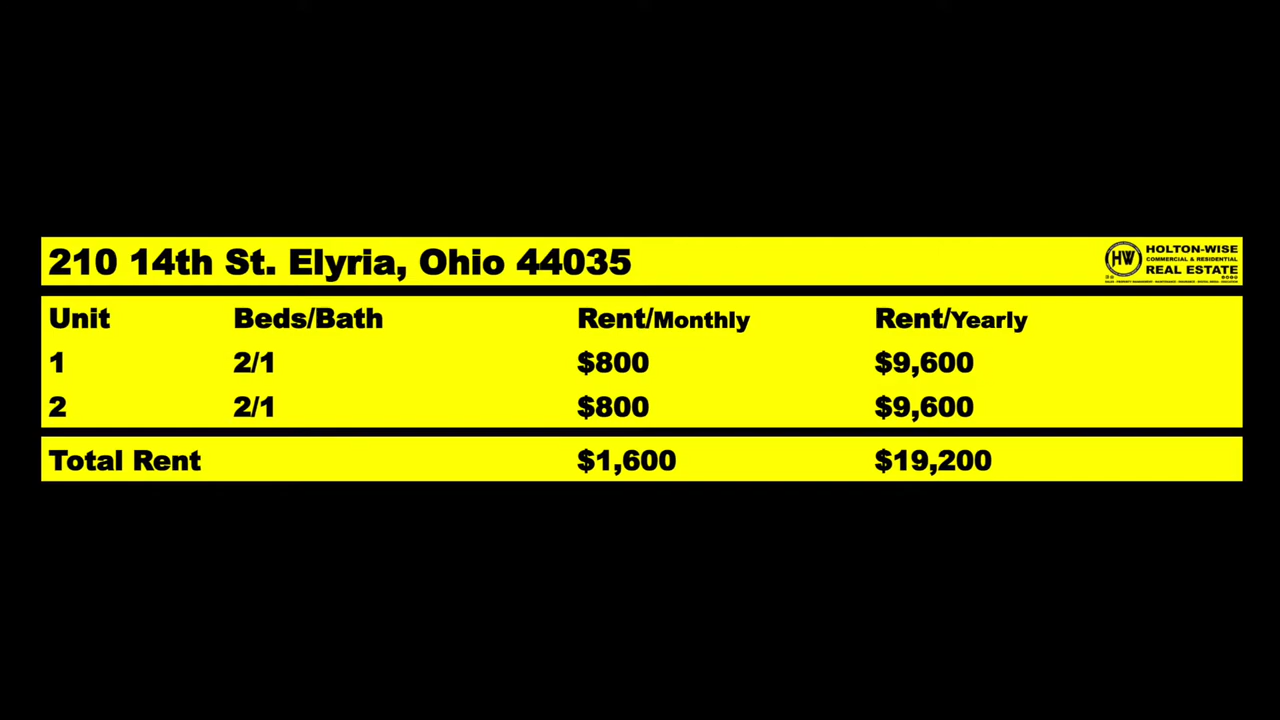 210 14th St. Elyria, Ohio 44035
HW
HOLTON-WISE
COMMERCIAL & RESIDENTIAL
REAL ESTATE
Unit Beds/Bath Rent/Monthly Rent/Yearly
1 2/1 $800 $9,600
2 2/1 $800 $9,600
Total Rent $1,600 $19,200